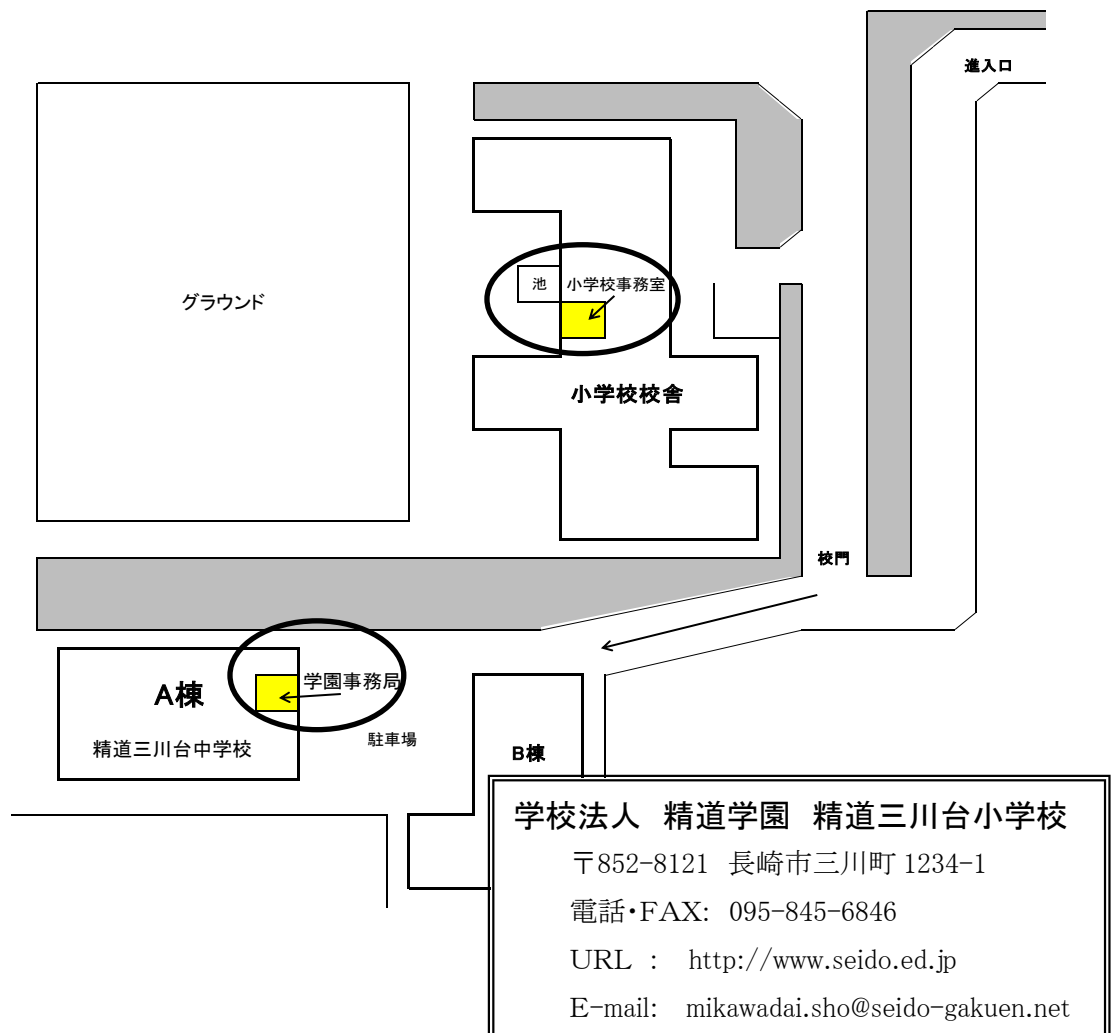 進入口
グラウンド
池
小学校事務室
小学校校舎
校門
学園事務局
A棟
精道三川台中学校
駐車場
B棟
学校法人　精道学園　精道三川台小学校
〒852-8121 長崎市三川町1234-1
電話・FAX: 095-845-6846
URL : http://www.seido.ed.jp
E-mail: mikawadai.sho@seido-gakuen.net